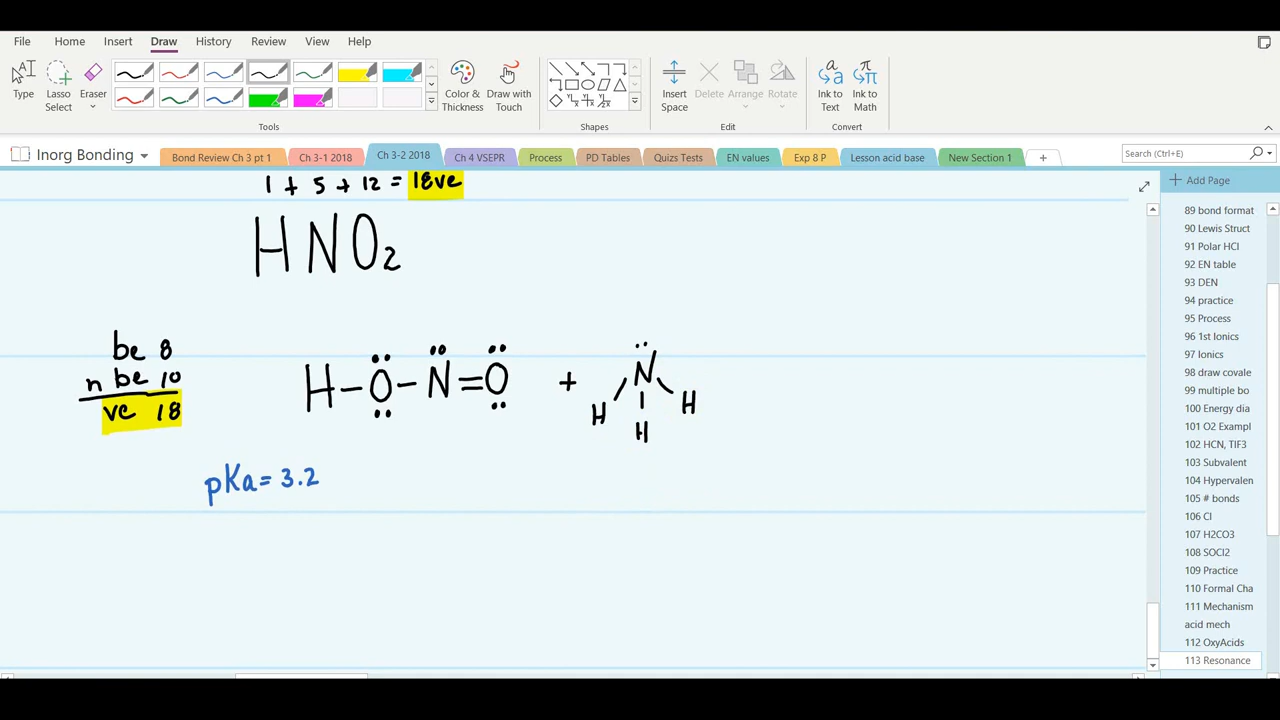 File Home Insert Draw History Review View Help
Type Lasso Select Eraser Color & Thickness Draw with Touch Insert Space Delete Arrange Rotate Ink to Text Ink to Math
Tools Shapes Edit Convert
Inorg Bonding Bond Review Ch 3 pt 1 Ch 3-1 2018 Ch 3-2 2018 Ch 4 VSEPR Process PD Tables Quizs Tests EN values Exp 8 P Lesson acid base New Section 1 + Search (Ctrl+E)
Add Page
1 + 5 + 12 = 18ve
HNO2
be 8
n be 10
ve 18
H-O-N=O + N H H H
pKa = 3.2
89 bond format
90 Lewis Struct
91 Polar HCl
92 EN table
93 DEN
94 practice
95 Process
96 1st Ionics
97 Ionics
98 draw covale
99 multiple bo
100 Energy dia
101 O2 Exampl
102 HCN, TIF3
103 Subvalent
104 Hypervalen
105 # bonds
106 CI
107 H2CO3
108 SOCl2
109 Practice
110 Formal Cha
111 Mechanism
acid mech
112 OxyAcids
113 Resonance